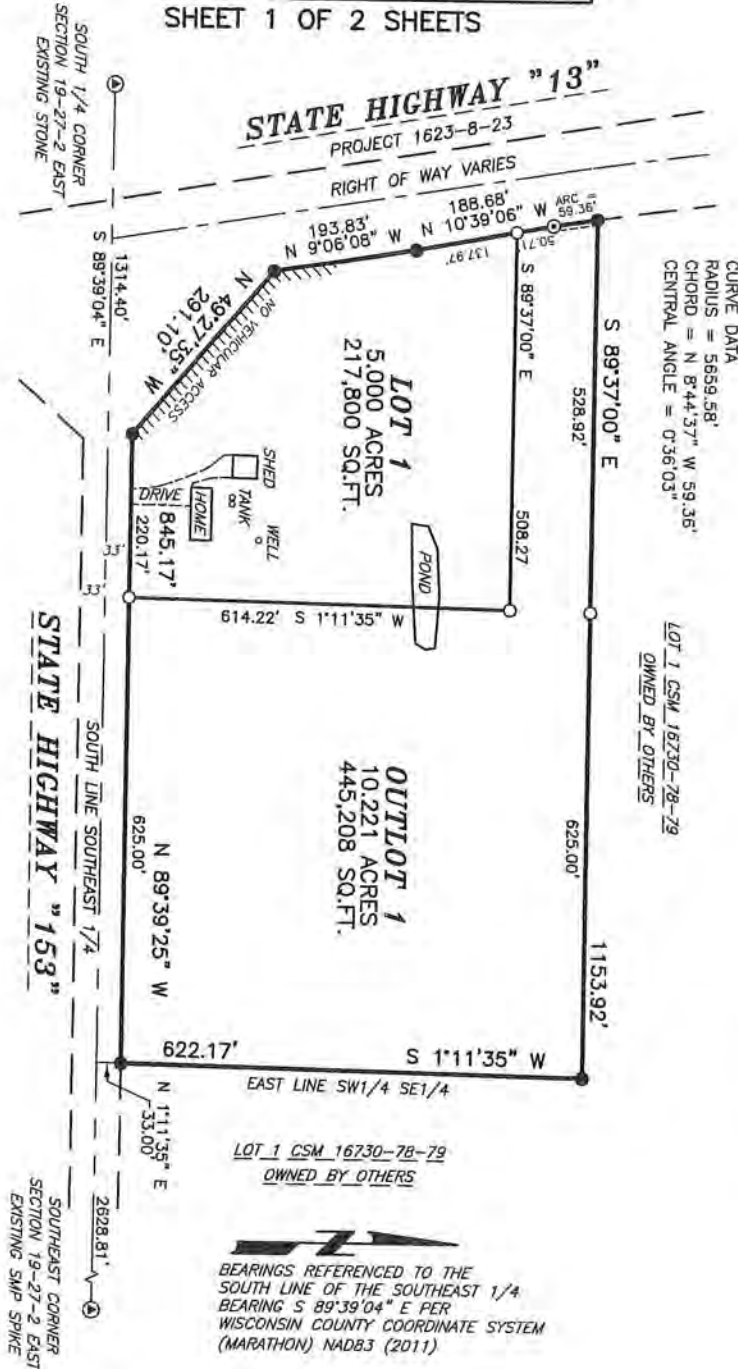 SHEET 1 OF 2 SHEETS
SOUTH 1/4 CORNER
SECTION 19-27-2 EAST
EXISTING STONE
STATE HIGHWAY "13"
PROJECT 1623-8-23
RIGHT OF WAY VARIES
CURVE DATA
RADIUS = 5659.58'
CHORD = N 8°44'37" W 59.36'
CENTRAL ANGLE = 0°36'03"
193.83'
N 9°06'08" W
188.68'
N 10°39'06" W
ARC =
59.36'
50.71'
137.97'
S 89°37'00" E
528.92'
S 89°37'00" E
508.27
1314.40'
S 89°39'04" E
N 49°27'35" W
291.10'
NO VEHICULAR ACCESS
LOT 1
5.000 ACRES
217,800 SQ.FT.
SHED
TANK
WELL
HOME
DRIVE
POND
845.17'
220.17'
33'
33'
614.22' S 1°11'35" W
LOT 1 CSM 16730-78-79
OWNED BY OTHERS
OUTLOT 1
10.221 ACRES
445,208 SQ.FT.
625.00'
1153.92'
STATE HIGHWAY "153"
SOUTH LINE SOUTHEAST 1/4
625.00'
N 89°39'25" W
622.17'
S 1°11'35" W
EAST LINE SW1/4 SE1/4
N 1°11'35" E
33.00'
2628.81'
LOT 1 CSM 16730-78-79
OWNED BY OTHERS
SOUTHEAST CORNER
SECTION 19-27-2 EAST
EXISTING SMP SPIKE
BEARINGS REFERENCED TO THE
SOUTH LINE OF THE SOUTHEAST 1/4
BEARING S 89°39'04" E PER
WISCONSIN COUNTY COORDINATE SYSTEM
(MARATHON) NAD83 (2011)